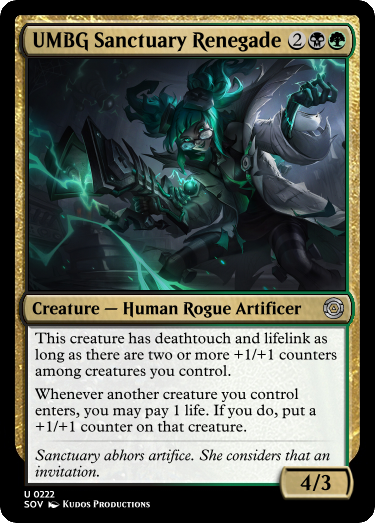 UMBG Sanctuary Renegade 2
Creature — Human Rogue Artificer
This creature has deathtouch and lifelink as
long as there are two or more +1/+1 counters
among creatures you control.
Whenever another creature you control
enters, you may pay 1 life. If you do, put a
+1/+1 counter on that creature.
Sanctuary abhors artifice. She considers that an
invitation.
4/3
U 0222
SOV Kudos Productions